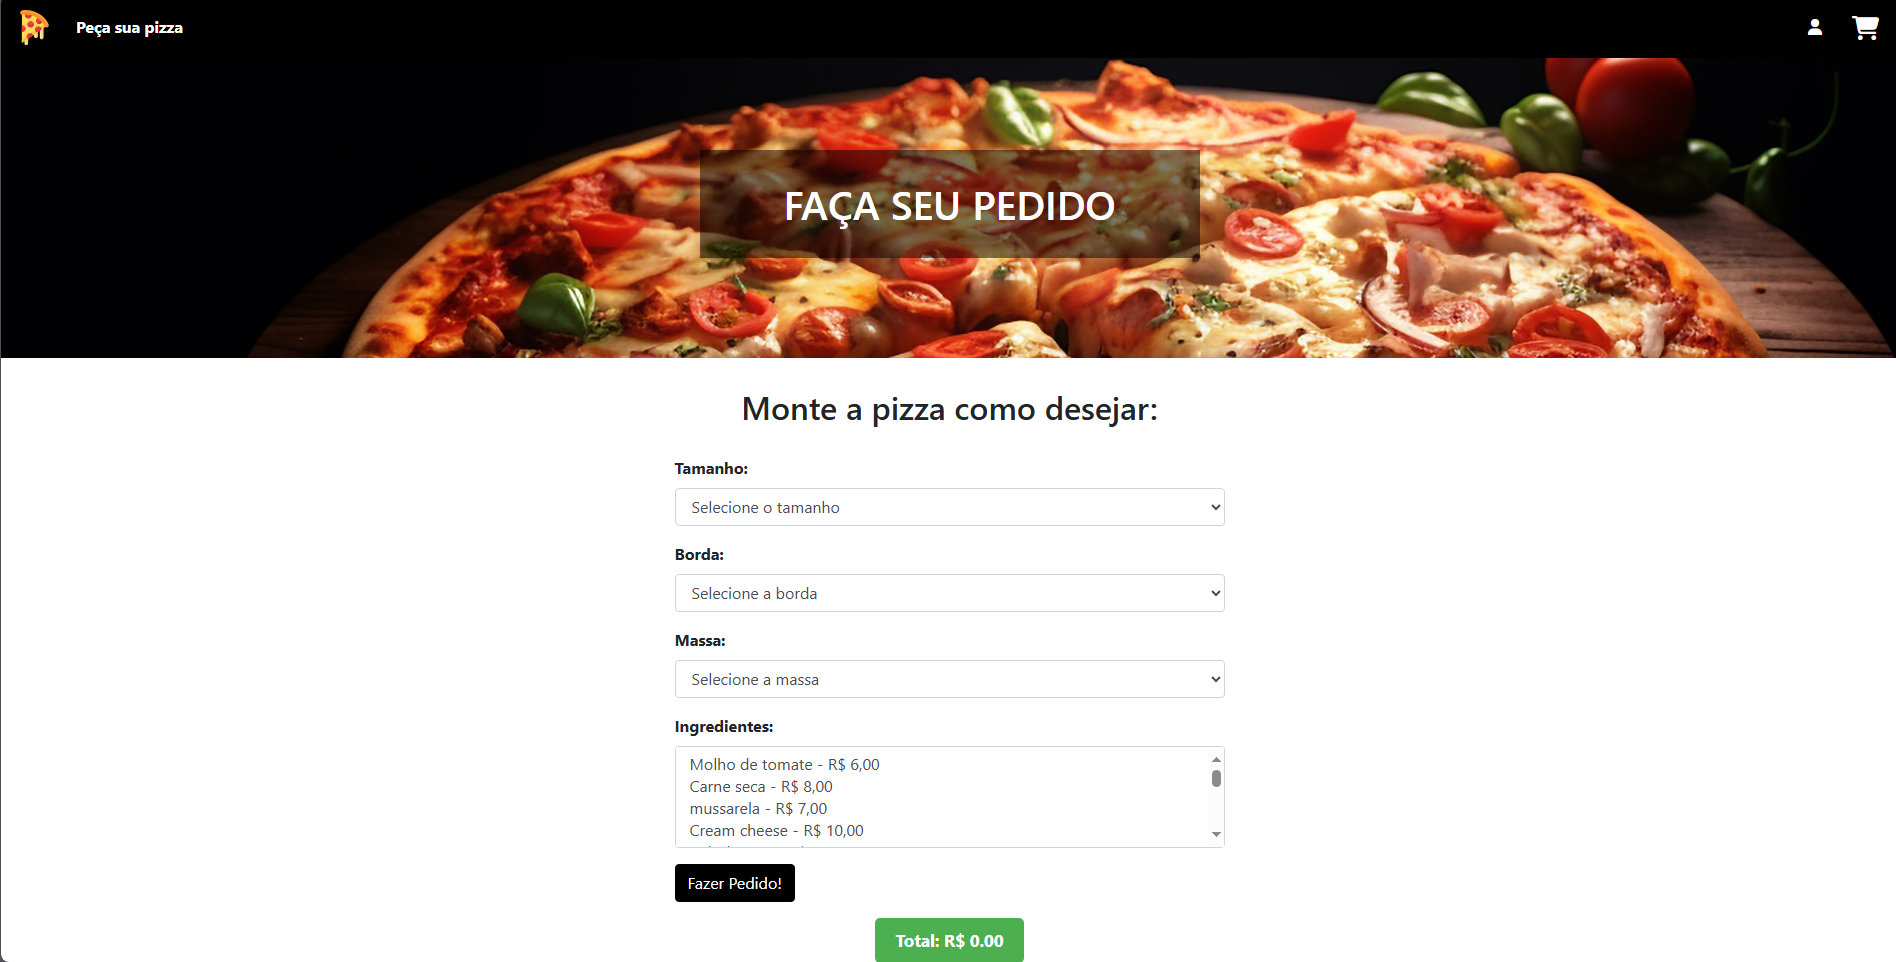 Peça sua pizza
FAÇA SEU PEDIDO
Monte a pizza como desejar:
Tamanho:
Selecione o tamanho
Borda:
Selecione a borda
Massa:
Selecione a massa
Ingredientes:
Molho de tomate - R$ 6,00
Carne seca - R$ 8,00
mussarela - R$ 7,00
Cream cheese - R$ 10,00
Fazer Pedido!
Total: R$ 0.00